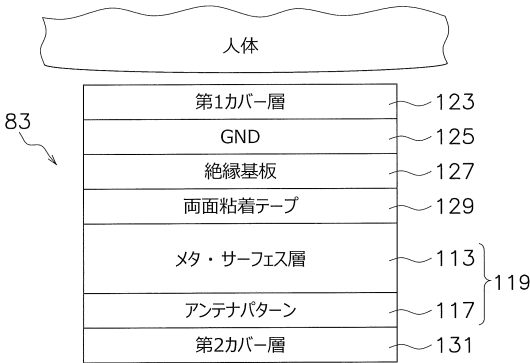 人体
83
第1カバー層 123
GND 125
絶縁基板 127
両面粘着テープ 129
メタ・サーフェス層 113
119
アンテナパターン 117
第2カバー層 131